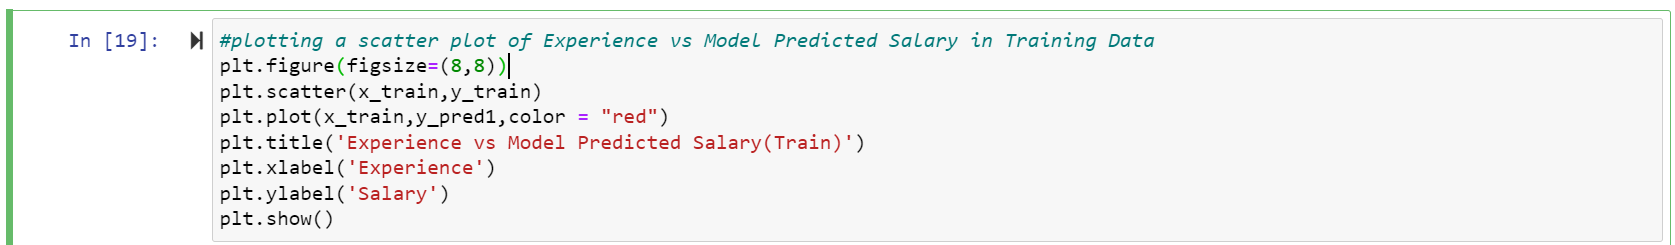 In [19]: #plotting a scatter plot of Experience vs Model Predicted Salary in Training Data
plt.figure(figsize=(8,8))
plt.scatter(x_train,y_train)
plt.plot(x_train,y_pred1,color = "red")
plt.title('Experience vs Model Predicted Salary(Train)')
plt.xlabel('Experience')
plt.ylabel('Salary')
plt.show()